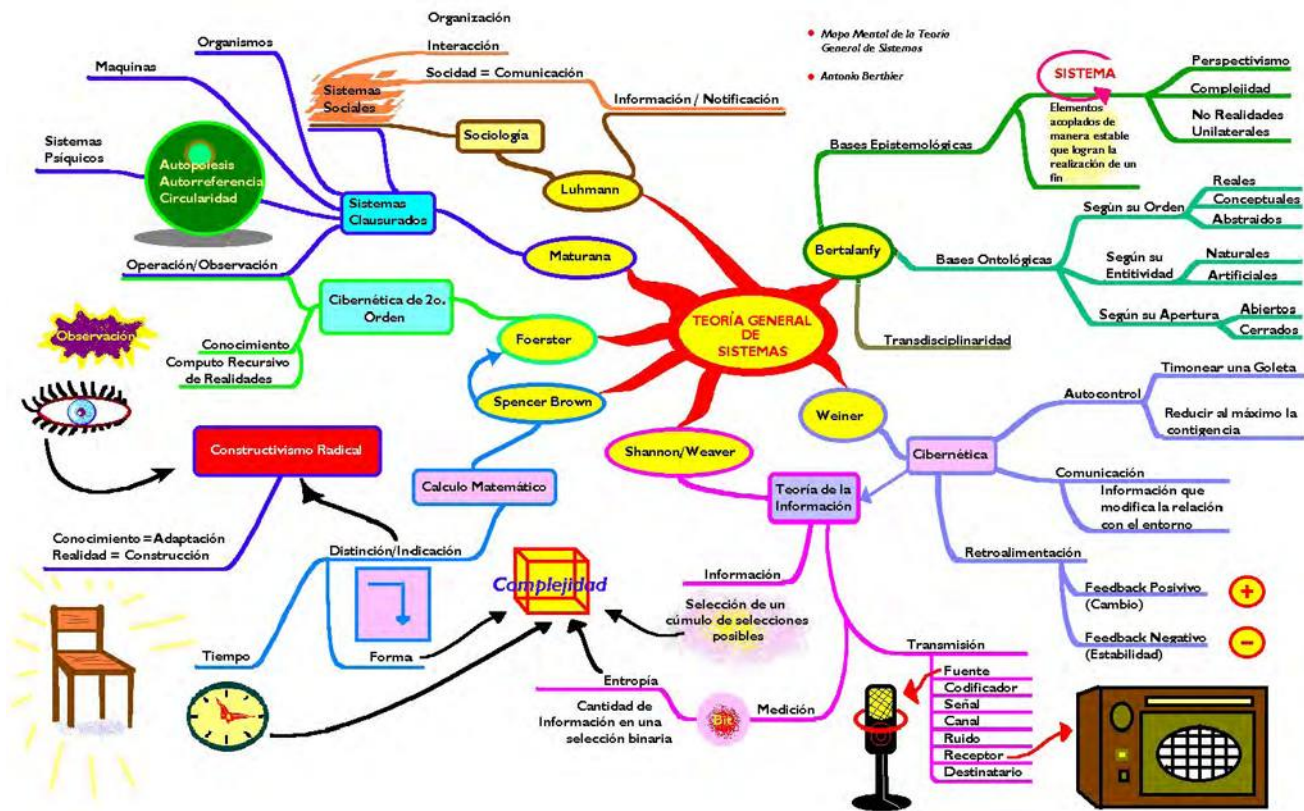 Mapa Mental de la Teoría
General de Sistemas
Antonio Berthier
TEORÍA GENERAL
DE
SISTEMAS
Organización
Interacción
Socidad = Comunicación
Sistemas
Sociales
Información / Notificación
Sociología
Luhmann
Organismos
Maquinas
Sistemas
Psíquicos
Autopoiesis
Autorreferencia
Circularidad
Sistemas
Clausurados
Maturana
Operación/Observación
Cibernética de 2o.
Orden
Foerster
Observación
Conocimiento
Computo Recursivo
de Realidades
Spencer Brown
Constructivismo Radical
Calculo Matemático
Conocimiento = Adaptación
Realidad = Construcción
Distinción/Indicación
Tiempo
Forma
Complejidad
Bertalanfy
Bases Epistemológicas
SISTEMA
Elementos
acoplados de
manera estable
que logran la
realización de un
fin
Perspectivismo
Complejidad
No Realidades
Unilaterales
Bases Ontológicas
Según su Orden
Reales
Conceptuales
Abstraidos
Según su
Entitividad
Naturales
Artificiales
Según su Apertura
Abiertos
Cerrados
Transdisciplinaridad
Weiner
Cibernética
Autocontrol
Timonear una Goleta
Reducir al máximo la
contigencia
Comunicación
Información que
modifica la relación
con el entorno
Retroalimentación
Feedback Posivivo
(Cambio)
+
Feedback Negativo
(Estabilidad)
−
Shannon/Weaver
Teoría de la
Información
Información
Selección de un
cúmulo de selecciones
posibles
Entropía
Cantidad de
Información en una
selección binaria
Bit
Medición
Transmisión
Fuente
Codificador
Señal
Canal
Ruido
Receptor
Destinatario